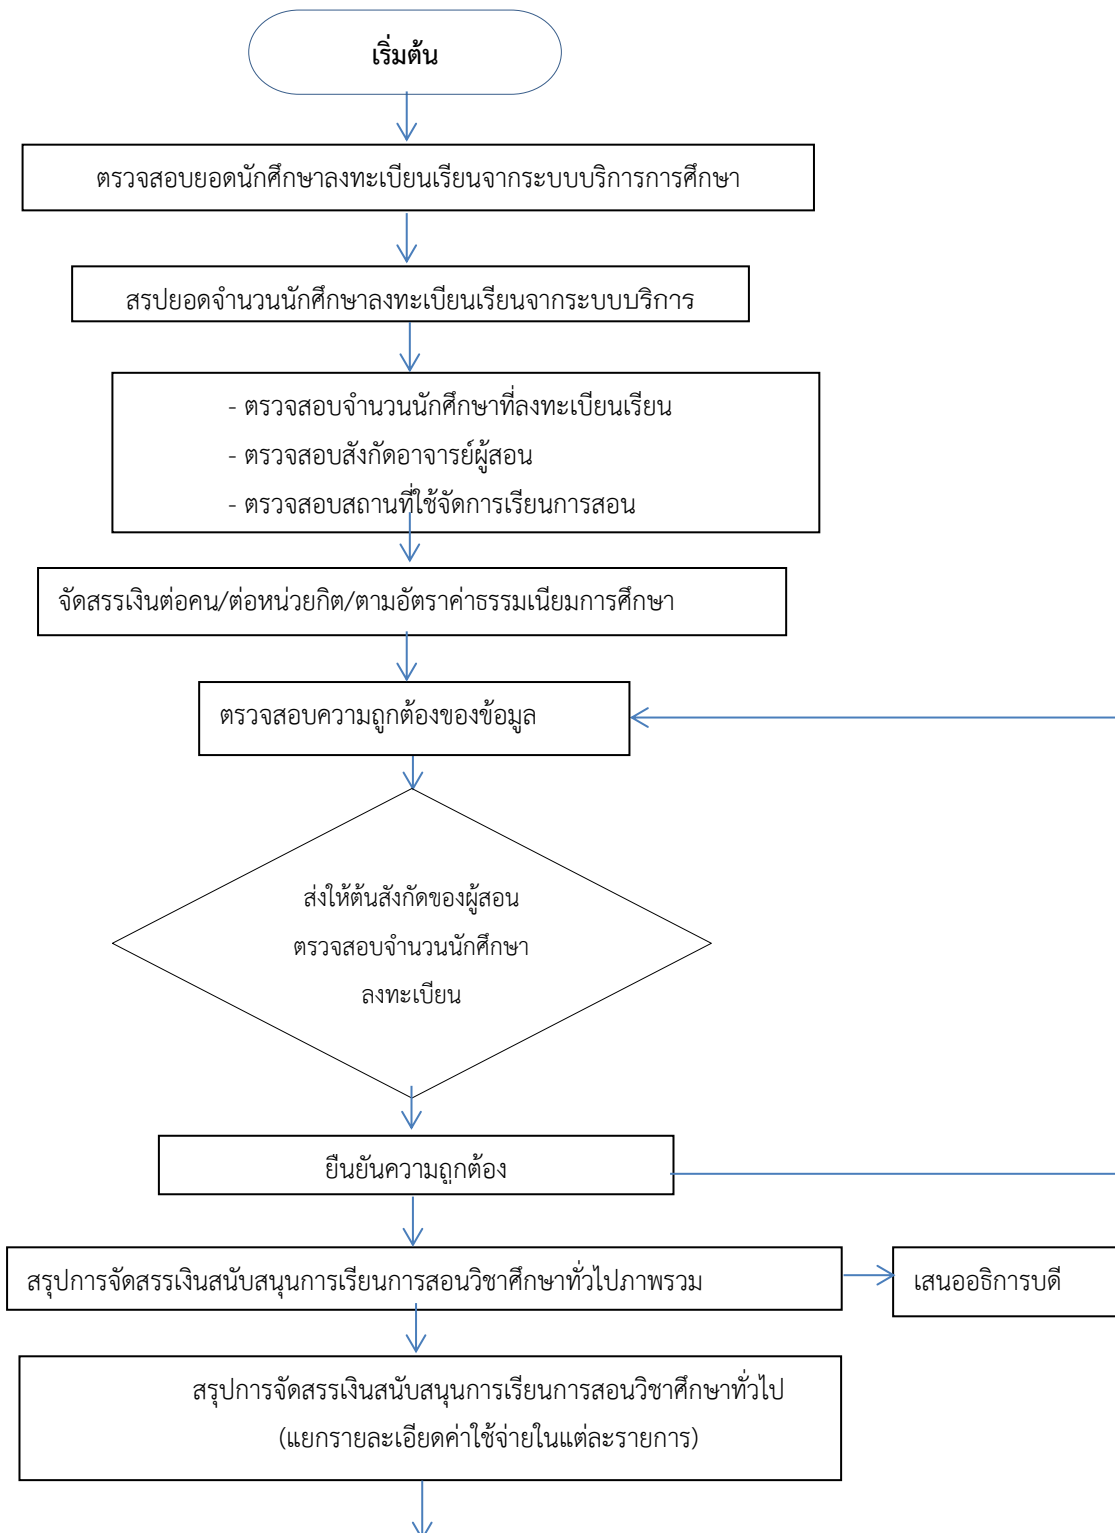 เริ่มต้น
ตรวจสอบยอดนักศึกษาลงทะเบียนเรียนจากระบบบริการการศึกษา
สรปยอดจำนวนนักศึกษาลงทะเบียนเรียนจากระบบบริการ
- ตรวจสอบจำนวนนักศึกษาที่ลงทะเบียนเรียน
- ตรวจสอบสังกัดอาจารย์ผู้สอน
- ตรวจสอบสถานที่ใช้จัดการเรียนการสอน
จัดสรรเงินต่อคน/ต่อหน่วยกิต/ตามอัตราค่าธรรมเนียมการศึกษา
ตรวจสอบความถูกต้องของข้อมูล
ส่งให้ต้นสังกัดของผู้สอน
ตรวจสอบจำนวนนักศึกษา
ลงทะเบียน
ยืนยันความถูกต้อง
สรุปการจัดสรรเงินสนับสนุนการเรียนการสอนวิชาศึกษาทั่วไปภาพรวม
เสนออธิการบดี
สรุปการจัดสรรเงินสนับสนุนการเรียนการสอนวิชาศึกษาทั่วไป
(แยกรายละเอียดค่าใช้จ่ายในแต่ละรายการ)